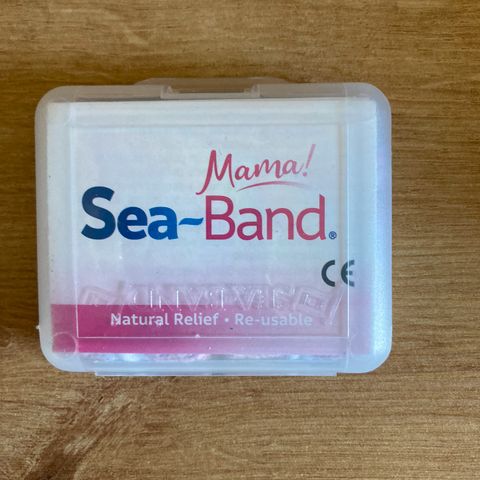 Mama!
Sea~Band®
CE
Natural Relief • Re-usable